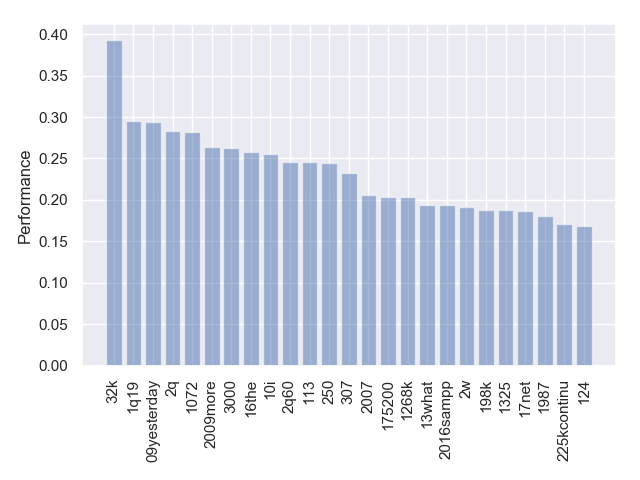 0.40
0.35
0.30
0.25
0.20
0.15
0.10
0.05
0.00
Performance
32k
1q19
09yesterday
2q
1072
2009more
3000
16the
10i
2q60
113
250
307
2007
175200
1268k
13what
2016sampp
2w
198k
1325
17net
1987
225kcontinu
124